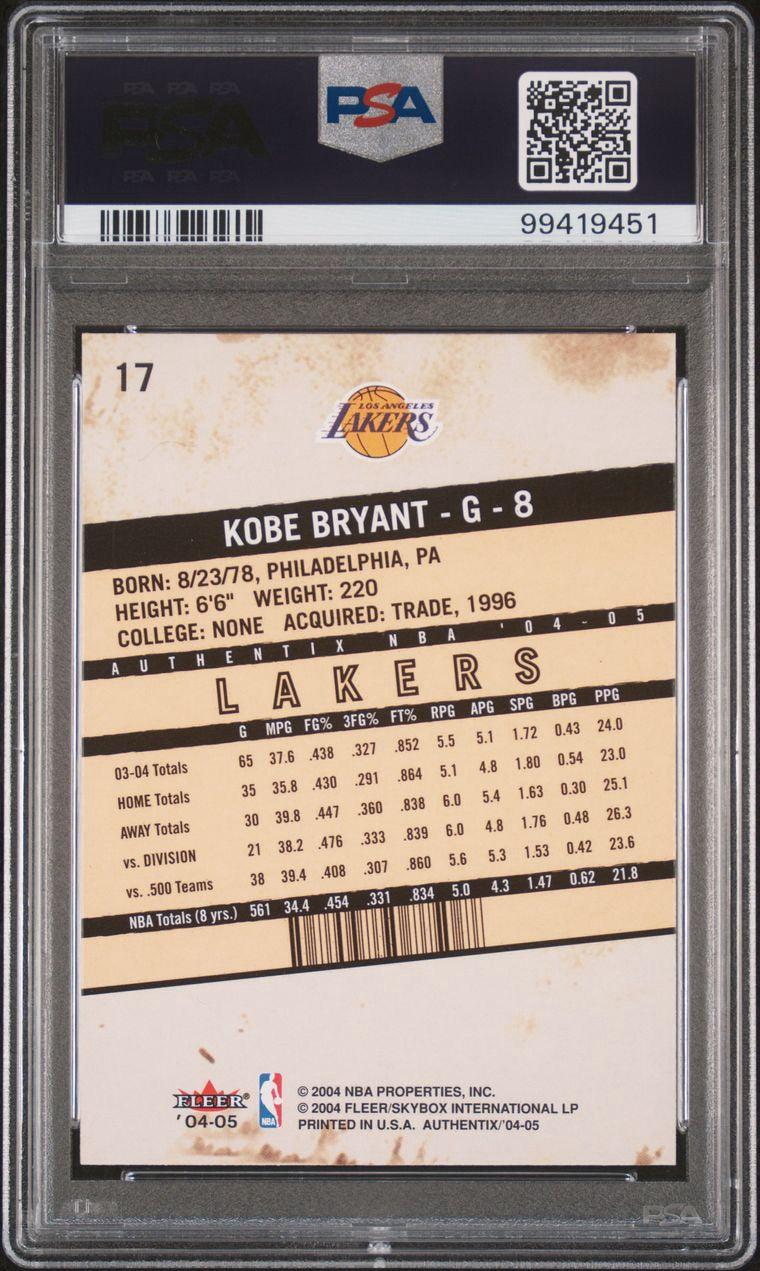 PSA PSA PSA
PSA
PSA PSA PSA
PSA
99419451
17
LOS ANGELES
LAKERS
KOBE BRYANT - G - 8
BORN: 8/23/78, PHILADELPHIA, PA
HEIGHT: 6'6" WEIGHT: 220
COLLEGE: NONE ACQUIRED: TRADE, 1996
AUTHENTIX NBA '04-05
LAKERS
G MPG FG% 3FG% FT% RPG APG SPG BPG PPG
03-04 Totals 65 37.6 .438 .327 .852 5.5 5.1 1.72 0.43 24.0
HOME Totals 35 35.8 .430 .291 .864 5.1 4.8 1.80 0.54 23.0
AWAY Totals 30 39.8 .447 .360 .838 6.0 5.4 1.63 0.30 25.1
vs. DIVISION 21 38.2 .476 .333 .839 6.0 4.8 1.76 0.48 26.3
vs. .500 Teams 38 39.4 .408 .307 .860 5.6 5.3 1.53 0.42 23.6
NBA Totals (8 yrs.) 561 34.4 .454 .331 .834 5.0 4.3 1.47 0.62 21.8
FLEER®
'04-05
NBA
© 2004 NBA PROPERTIES, INC.
© 2004 FLEER/SKYBOX INTERNATIONAL LP
PRINTED IN U.S.A. AUTHENTIX/'04-05
PSA